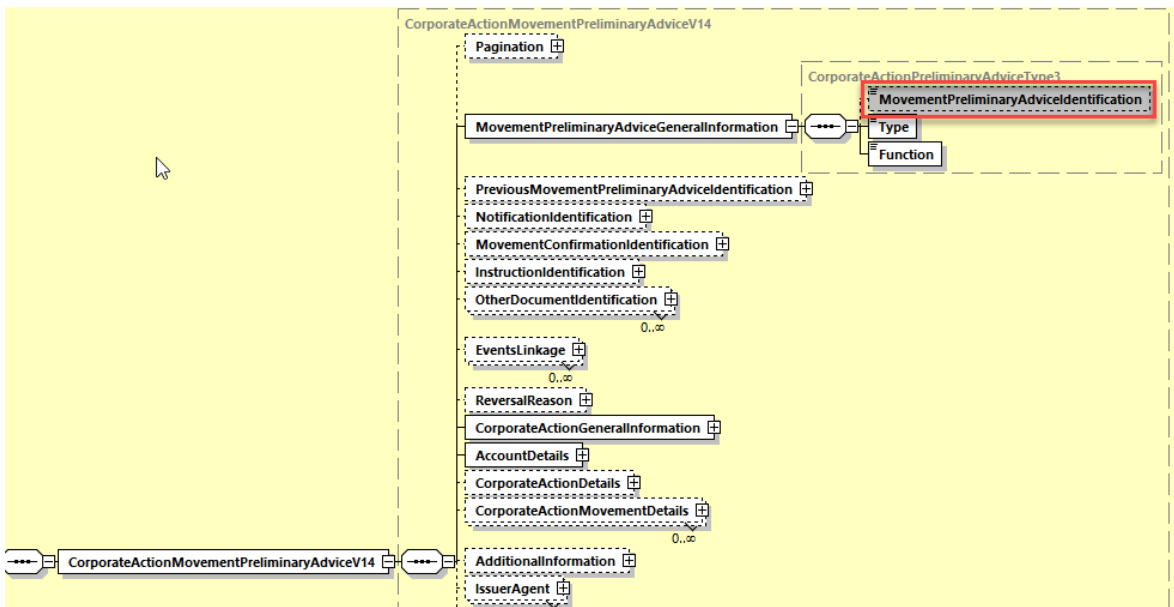 CorporateActionMovementPreliminaryAdviceV14
Pagination
CorporateActionPreliminaryAdviceType3
MovementPreliminaryAdviceIdentification
MovementPreliminaryAdviceGeneralInformation
Type
Function
PreviousMovementPreliminaryAdviceIdentification
NotificationIdentification
MovementConfirmationIdentification
InstructionIdentification
OtherDocumentIdentification
0..∞
EventsLinkage
0..∞
ReversalReason
CorporateActionGeneralInformation
AccountDetails
CorporateActionDetails
CorporateActionMovementDetails
0..∞
CorporateActionMovementPreliminaryAdviceV14
AdditionalInformation
IssuerAgent